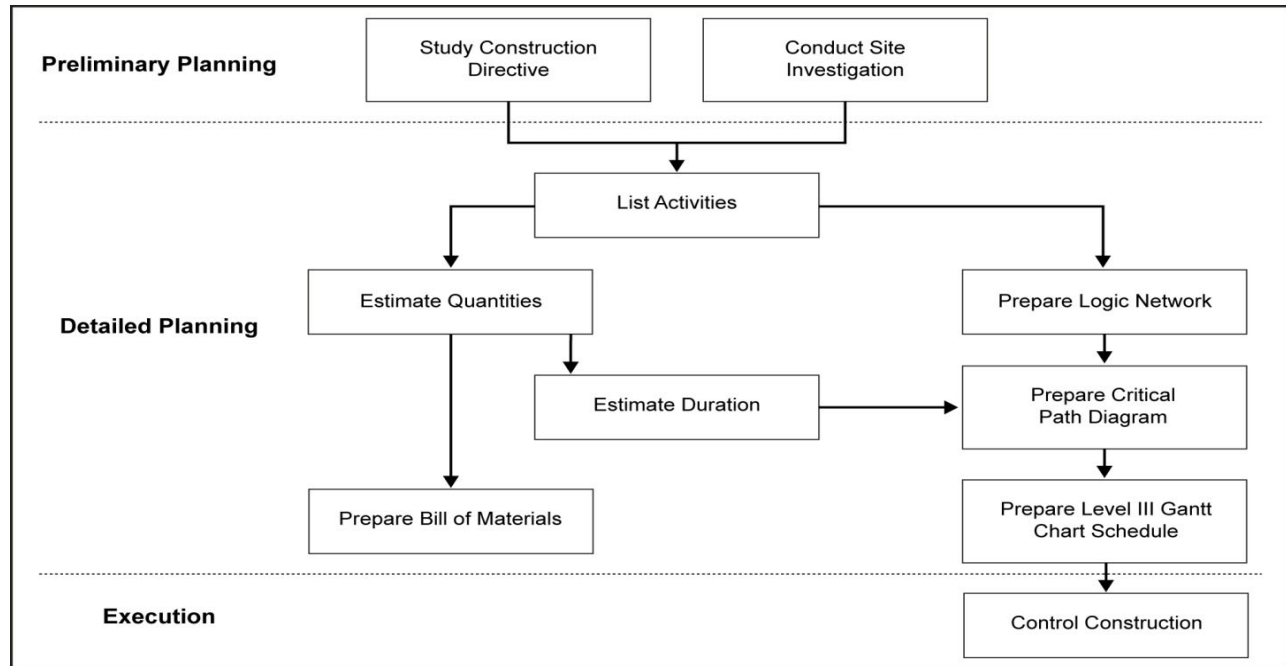 Preliminary Planning
Study Construction
Directive
Conduct Site
Investigation
List Activities
Detailed Planning
Estimate Quantities
Prepare Logic Network
Estimate Duration
Prepare Critical
Path Diagram
Prepare Bill of Materials
Prepare Level III Gantt
Chart Schedule
Execution
Control Construction